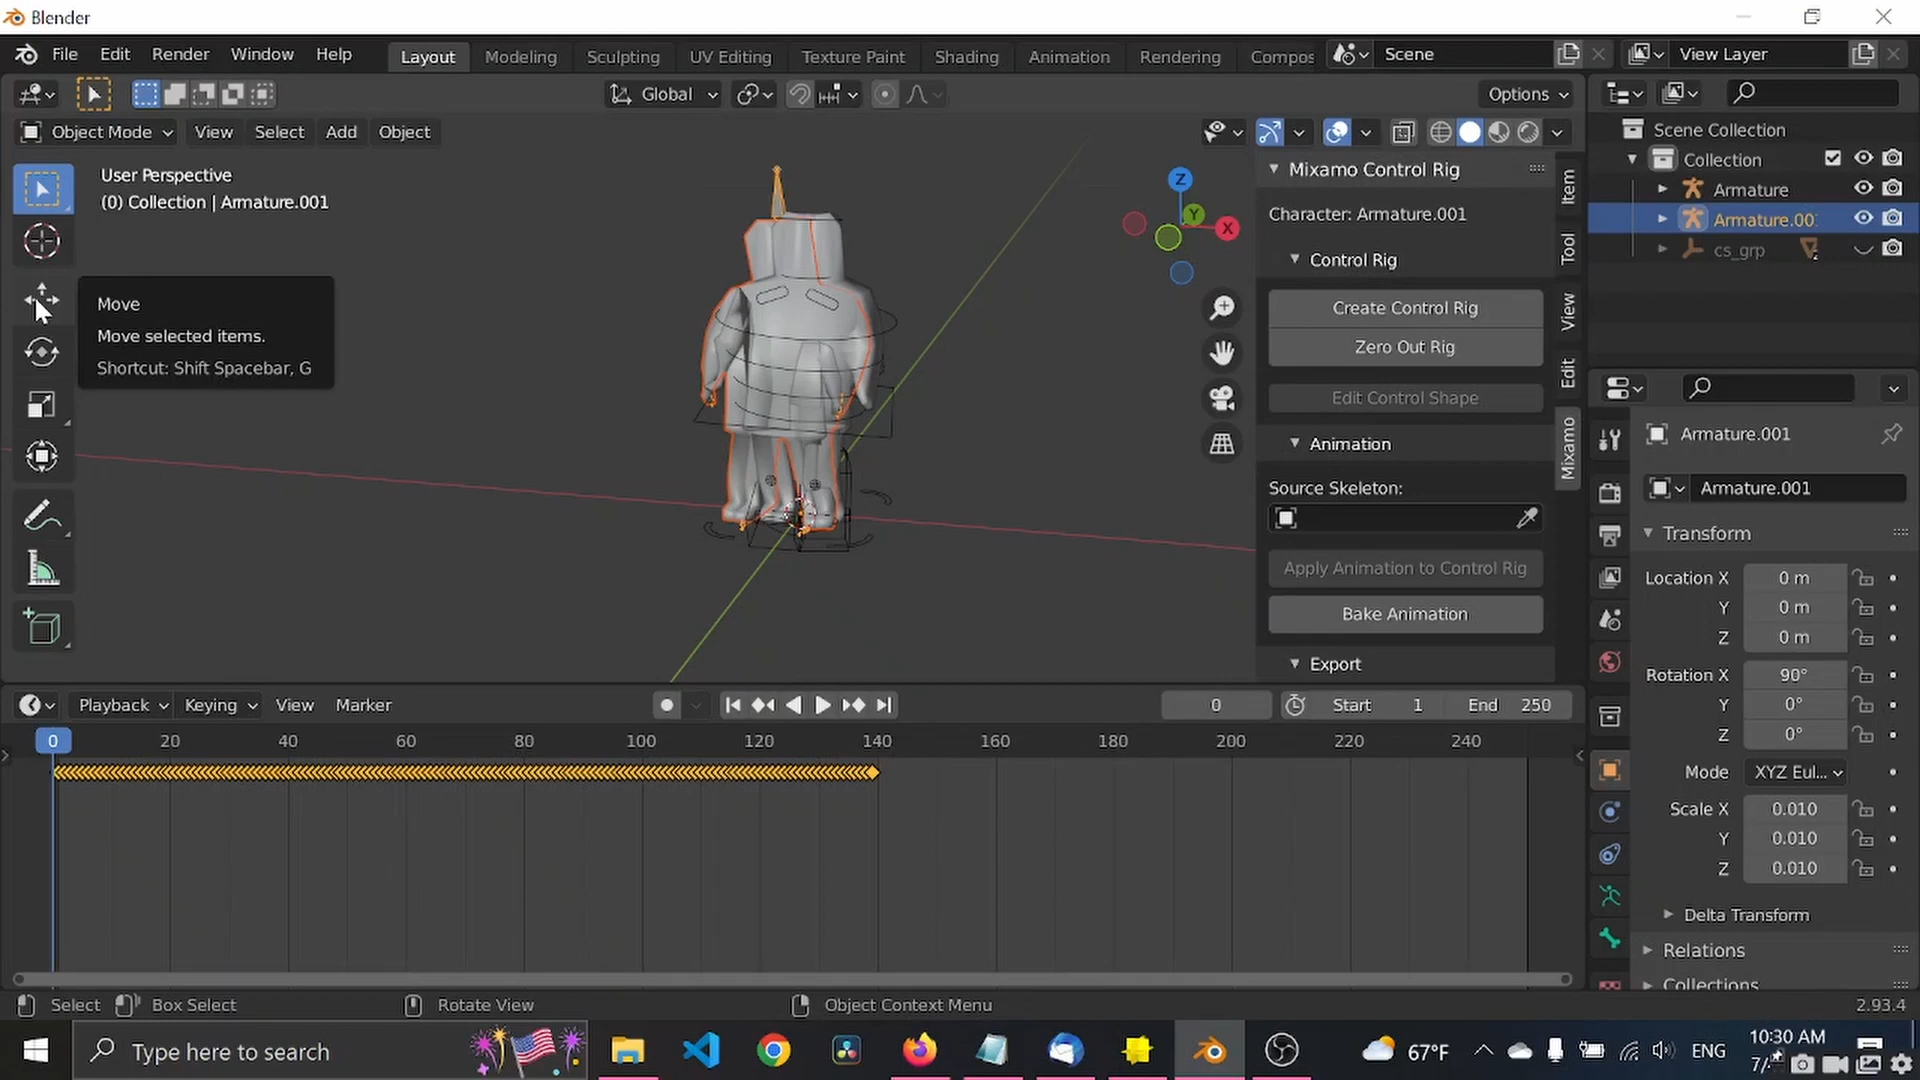 Blender
File Edit Render Window Help Layout Modeling Sculpting UV Editing Texture Paint Shading Animation Rendering Compos Scene View Layer
Global Options
Object Mode View Select Add Object
User Perspective
(0) Collection | Armature.001
Move
Move selected items.
Shortcut: Shift Spacebar, G
Z
Y
X
Mixamo Control Rig
Character: Armature.001
Control Rig
Create Control Rig
Zero Out Rig
Edit Control Shape
Animation
Source Skeleton:
Apply Animation to Control Rig
Bake Animation
Export
Item
Tool
View
Edit
Mixamo
Scene Collection
Collection
Armature
Armature.00
cs_grp
Armature.001
Armature.001
Transform
Location X 0 m
Y 0 m
Z 0 m
Rotation X 90°
Y 0°
Z 0°
Mode XYZ Eul...
Scale X 0.010
Y 0.010
Z 0.010
Delta Transform
Relations
Collections
Playback Keying View Marker 0 Start 1 End 250
0 20 40 60 80 100 120 140 160 180 200 220 240
Select Box Select Rotate View Object Context Menu 2.93.4
Type here to search 67°F ENG 10:30 AM
7/